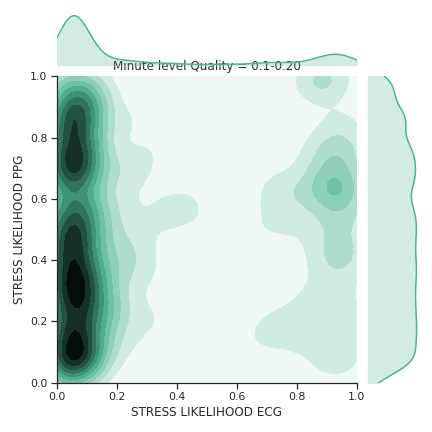 Minute level Quality = 0.1-0.20
1.0
0.8
0.6
0.4
0.2
0.0
STRESS LIKELIHOOD PPG
0.0 0.2 0.4 0.6 0.8 1.0
STRESS LIKELIHOOD ECG